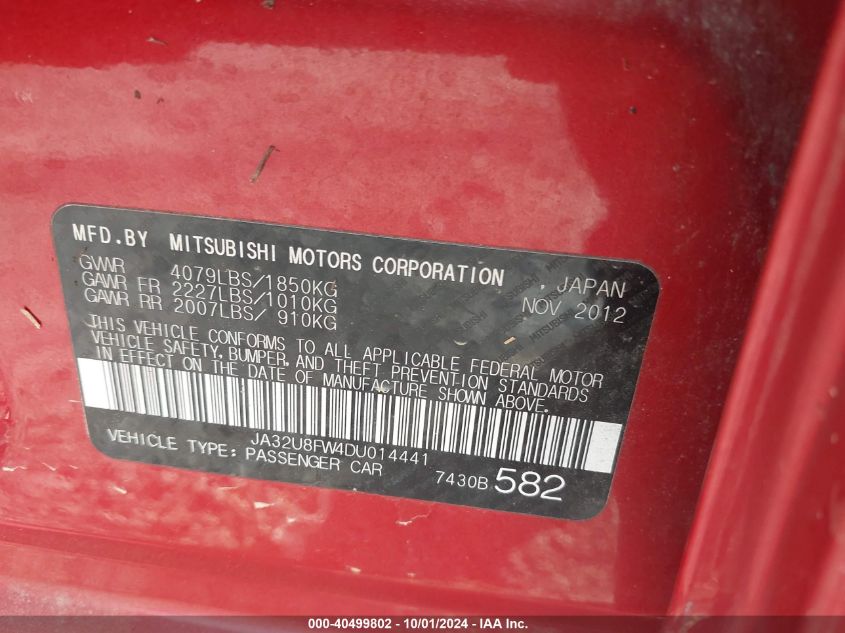 MFD.BY MITSUBISHI MOTORS CORPORATION , JAPAN
GVWR 4079LBS/1850KG NOV 2012
GAWR FR 2227LBS/1010KG
GAWR RR 2007LBS/ 910KG
THIS VEHICLE CONFORMS TO ALL APPLICABLE FEDERAL MOTOR
VEHICLE SAFETY, BUMPER, AND THEFT PREVENTION STANDARDS
IN EFFECT ON THE DATE OF MANUFACTURE SHOWN ABOVE.
JA32U8FW4DU014441
VEHICLE TYPE: PASSENGER CAR 7430B 582
000-40499802 - 10/01/2024 - IAA Inc.